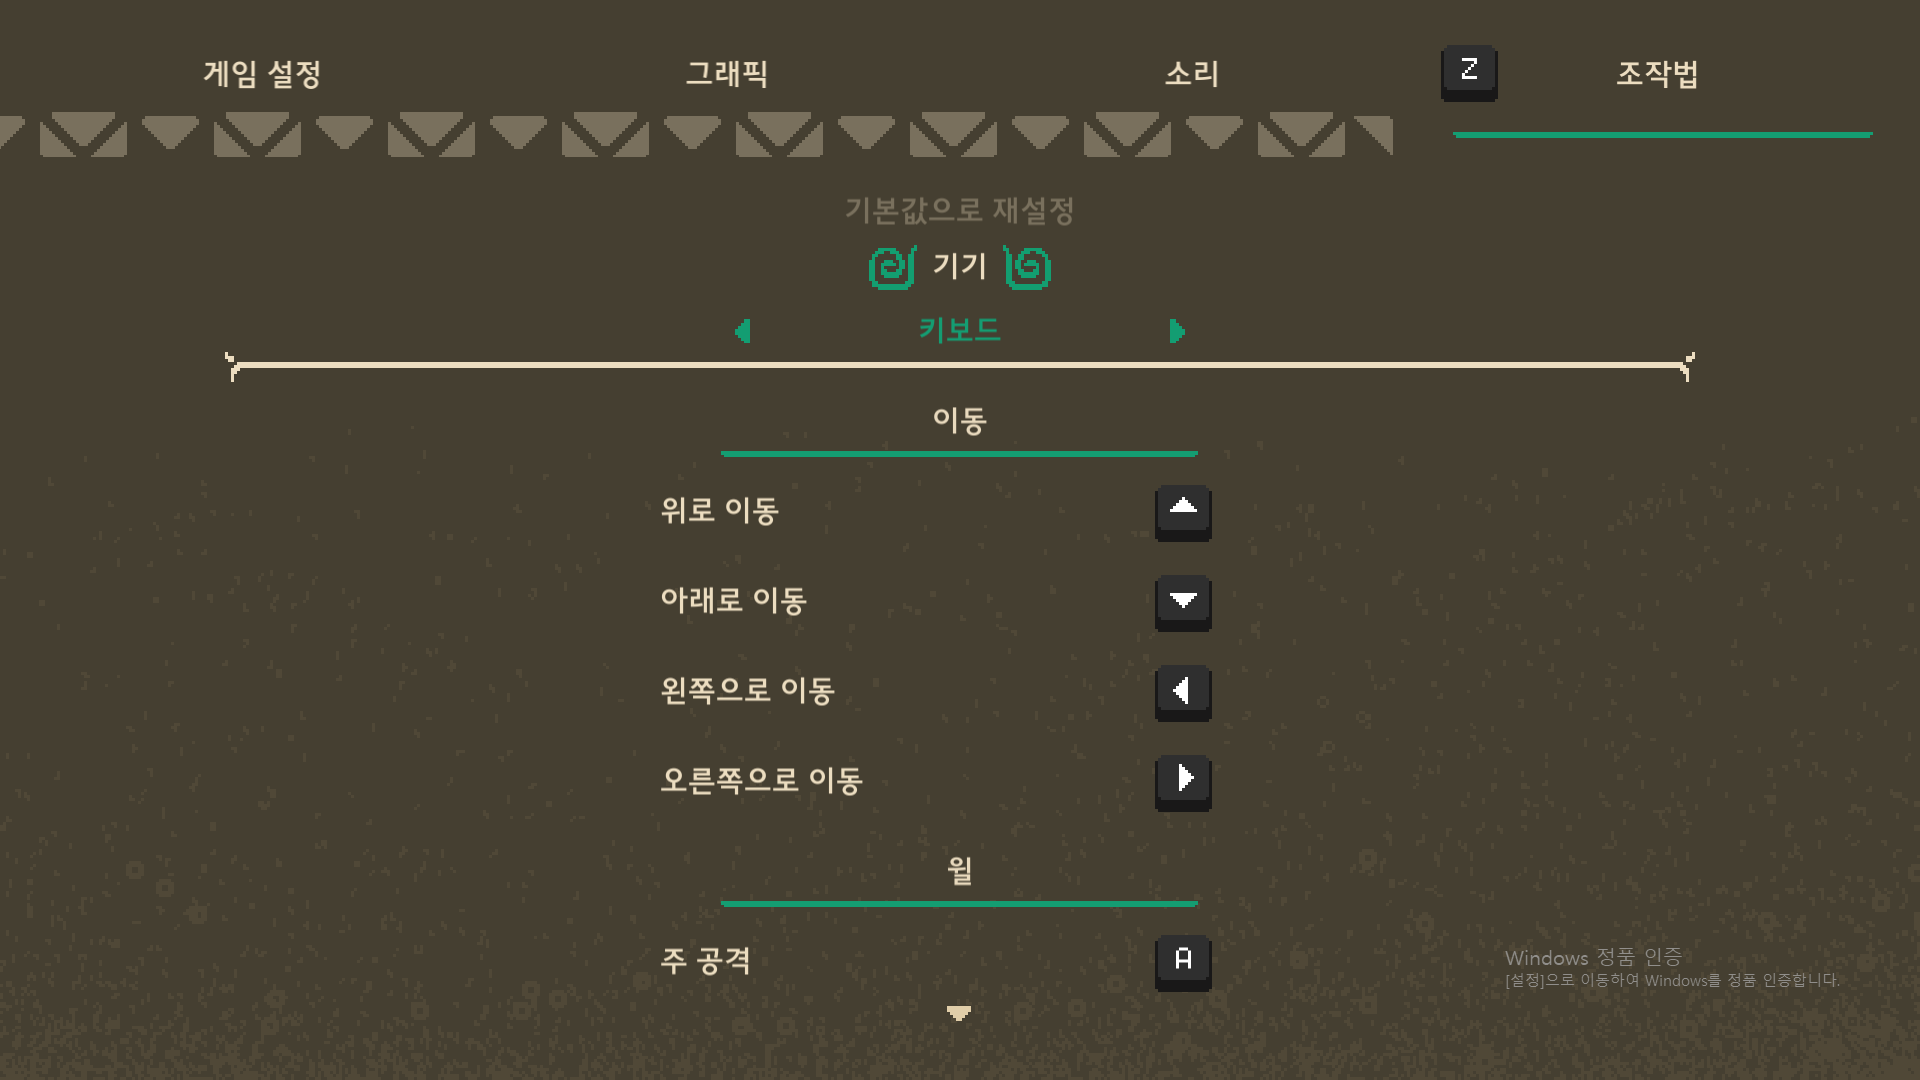 게임 설정
그래픽
소리
Z
조작법
기본값으로 재설정
기기
키보드
이동
위로 이동
아래로 이동
왼쪽으로 이동
오른쪽으로 이동
윌
주 공격
A
Windows 정품 인증
[설정]으로 이동하여 Windows를 정품 인증합니다.